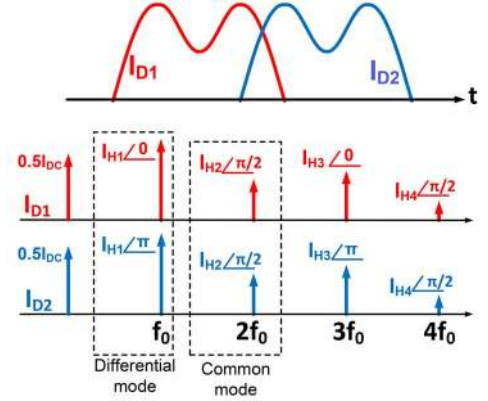 I_D1 I_D2
t
0.5I_DC I_H1∠0 I_H2∠π/2 I_H3∠0 I_H4∠π/2
I_D1
0.5I_DC I_H1∠π I_H2∠π/2 I_H3∠π I_H4∠π/2
I_D2
f_0 2f_0 3f_0 4f_0
Differential Common
mode mode